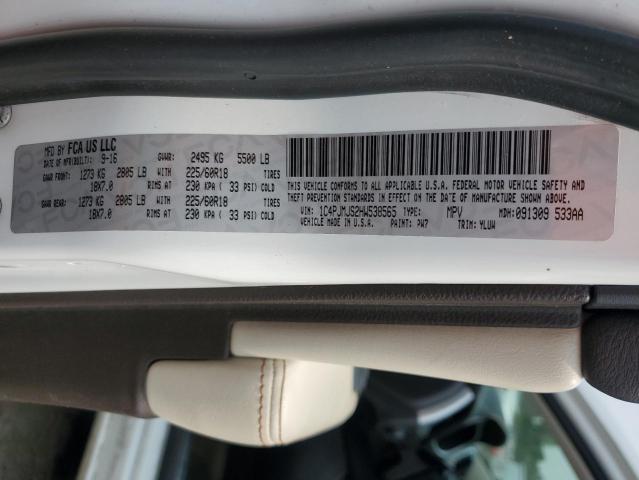 MFD BY FCA US LLC
DATE OF MFR(BUILT): 9-16 GVWR: 2495 KG 5500 LB
GAWR FRONT: 1273 KG 2805 LB WITH 225/60R18 TIRES
18X7.0 RIMS AT 230 KPA ( 33 PSI) COLD
GAWR REAR: 1273 KG 2805 LB WITH 225/60R18 TIRES
18X7.0 RIMS AT 230 KPA ( 33 PSI) COLD
THIS VEHICLE CONFORMS TO ALL APPLICABLE U.S.A. FEDERAL MOTOR VEHICLE SAFETY AND
THEFT PREVENTION STANDARDS IN EFFECT ON THE DATE OF MANUFACTURE SHOWN ABOVE.
VIN: 1C4PJMJS2HW538565 TYPE: MPV MDH: 091309 533AA
VEHICLE MADE IN U.S.A. PAINT: PW7 TRIM: YLUW